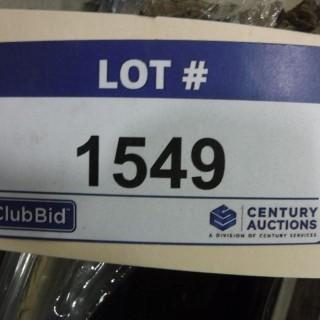 LOT #
1549
ClubBid
CENTURY
AUCTIONS
A DIVISION OF CENTURY SERVICES